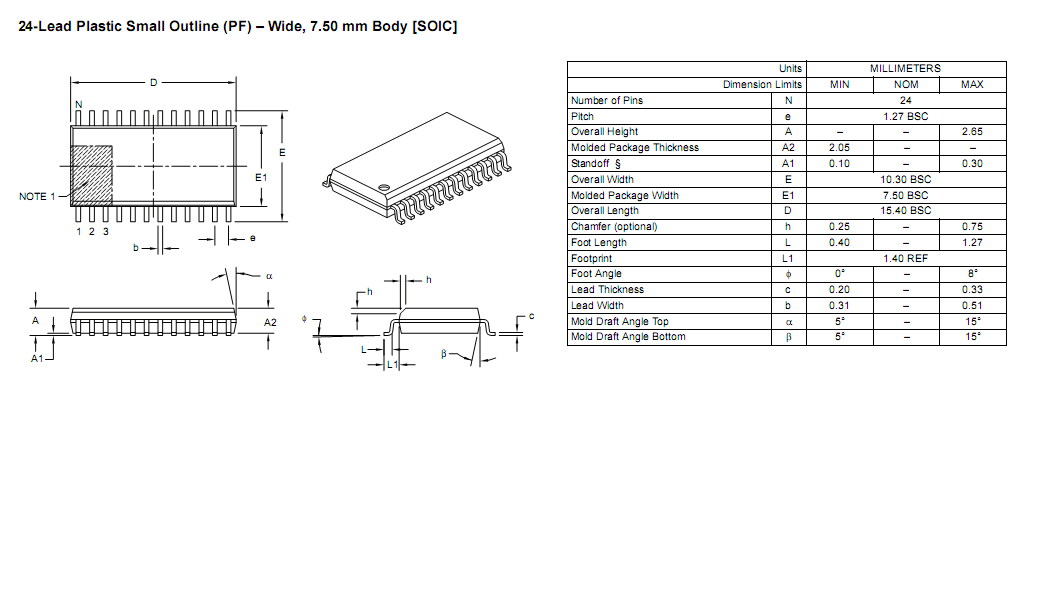 24-Lead Plastic Small Outline (PF) – Wide, 7.50 mm Body [SOIC]
D
N
E
E1
NOTE 1
1 2 3
b
e
α
A
A2
A1
h
h
φ
c
L
β
L1
Units MILLIMETERS
Dimension Limits MIN NOM MAX
Number of Pins N 24
Pitch e 1.27 BSC
Overall Height A – – 2.65
Molded Package Thickness A2 2.05 – –
Standoff § A1 0.10 – 0.30
Overall Width E 10.30 BSC
Molded Package Width E1 7.50 BSC
Overall Length D 15.40 BSC
Chamfer (optional) h 0.25 – 0.75
Foot Length L 0.40 – 1.27
Footprint L1 1.40 REF
Foot Angle φ 0° – 8°
Lead Thickness c 0.20 – 0.33
Lead Width b 0.31 – 0.51
Mold Draft Angle Top α 5° – 15°
Mold Draft Angle Bottom β 5° – 15°